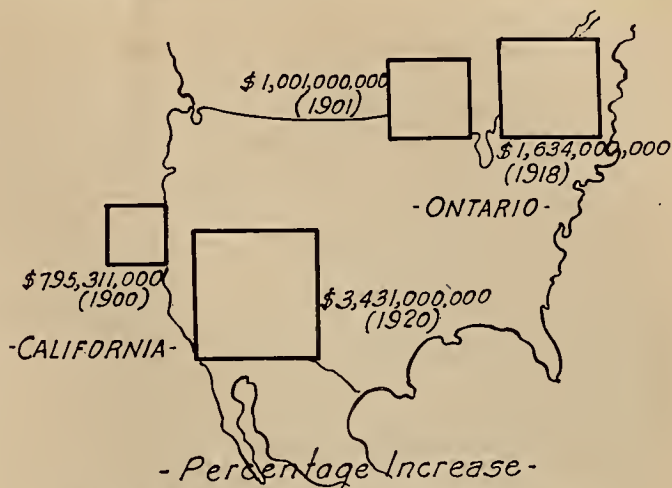 $1,001,000,000
(1901)
$1,634,000,000
(1918)
-ONTARIO-
$795,311,000
(1900)
$3,431,000,000
(1920)
-CALIFORNIA-
-Percentage Increase-